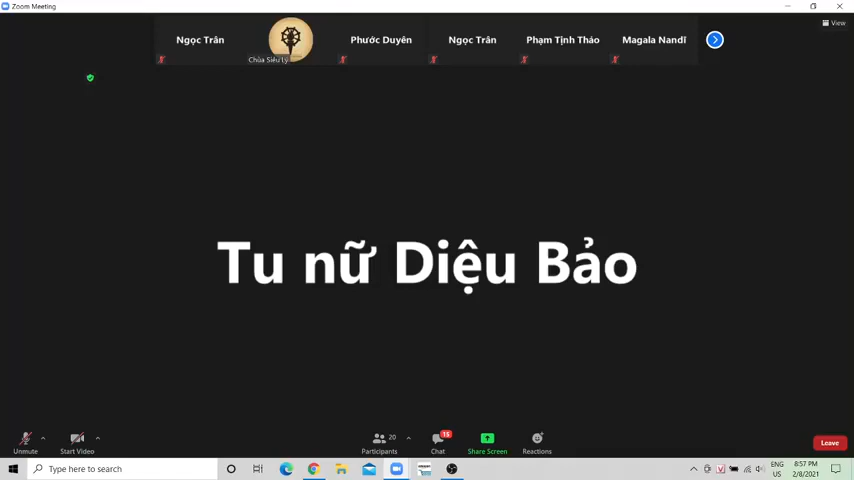 Zoom Meeting
View
Ngọc Trân
Chùa Siêu Lý
Phước Duyên
Ngọc Trân
Phạm Tịnh Thảo
Magala Nandī
Tu nữ Diệu Bảo
Unmute
Start Video
20
Participants
15
Chat
Share Screen
Reactions
Leave
Type here to search
ENG
US
8:57 PM
2/8/2021